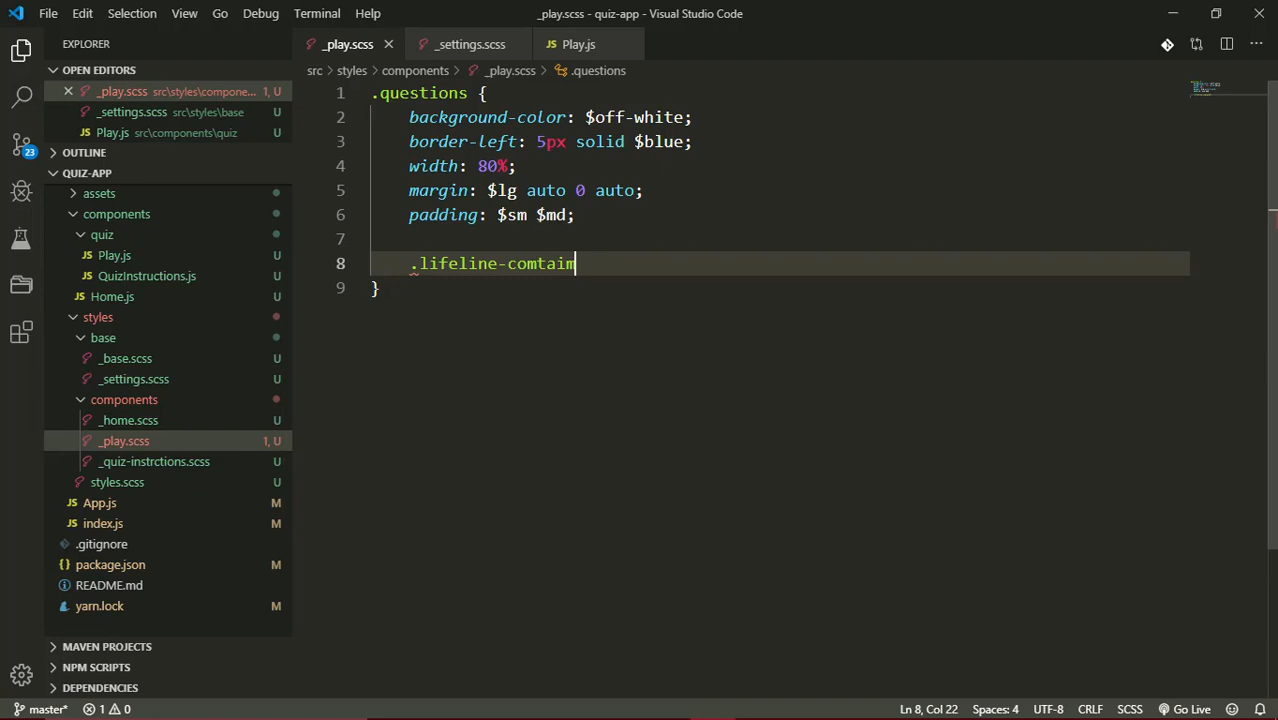 File Edit Selection View Go Debug Terminal Help
_play.scss - quiz-app - Visual Studio Code
EXPLORER
OPEN EDITORS
_play.scss src\styles\compone... 1, U
_settings.scss src\styles\base U
Play.js src\components\quiz U
OUTLINE
QUIZ-APP
assets
components
quiz
Play.js U
QuizInstructions.js U
Home.js U
styles
base
_base.scss U
_settings.scss U
components
_home.scss U
_play.scss 1, U
_quiz-instrctions.scss U
styles.scss U
App.js M
index.js M
.gitignore
package.json M
README.md
yarn.lock M
MAVEN PROJECTS
NPM SCRIPTS
DEPENDENCIES
23
_play.scss _settings.scss Play.js
src > styles > components > _play.scss > .questions
1 .questions {
2 background-color: $off-white;
3 border-left: 5px solid $blue;
4 width: 80%;
5 margin: $lg auto 0 auto;
6 padding: $sm $md;
7
8 .lifeline-comtaim
9 }
master* 1 0 Ln 8, Col 22 Spaces: 4 UTF-8 CRLF SCSS Go Live